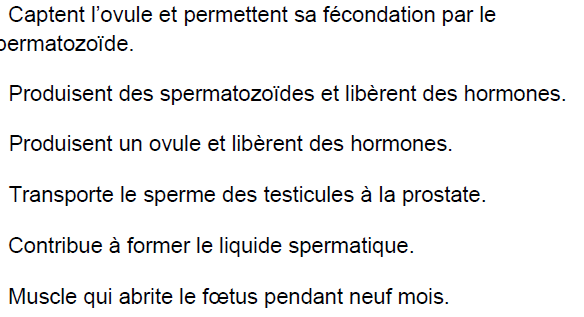 Captent l’ovule et permettent sa fécondation par le
permatozoïde.
Produisent des spermatozoïdes et libèrent des hormones.
Produisent un ovule et libèrent des hormones.
Transporte le sperme des testicules à la prostate.
Contribue à former le liquide spermatique.
Muscle qui abrite le fœtus pendant neuf mois.